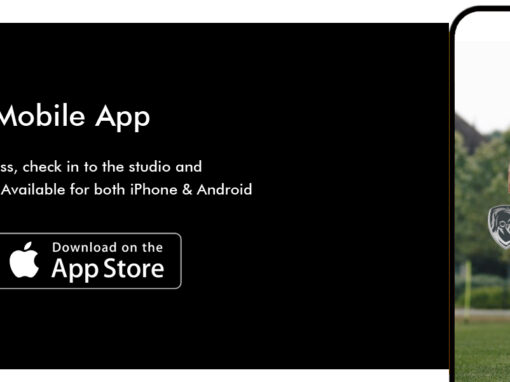 Mobile App
ss, check in to the studio and
Available for both iPhone & Android
Download on the
App Store